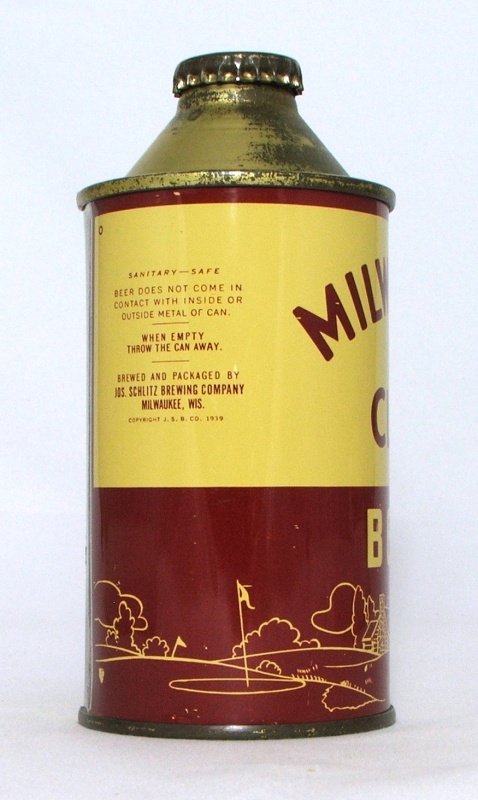 SANITARY—SAFE
BEER DOES NOT COME IN
CONTACT WITH INSIDE OR
OUTSIDE METAL OF CAN.
WHEN EMPTY
THROW THE CAN AWAY.
BREWED AND PACKAGED BY
JOS. SCHLITZ BREWING COMPANY
MILWAUKEE, WIS.
COPYRIGHT J. S. B. CO. 1939
MILW
C
B